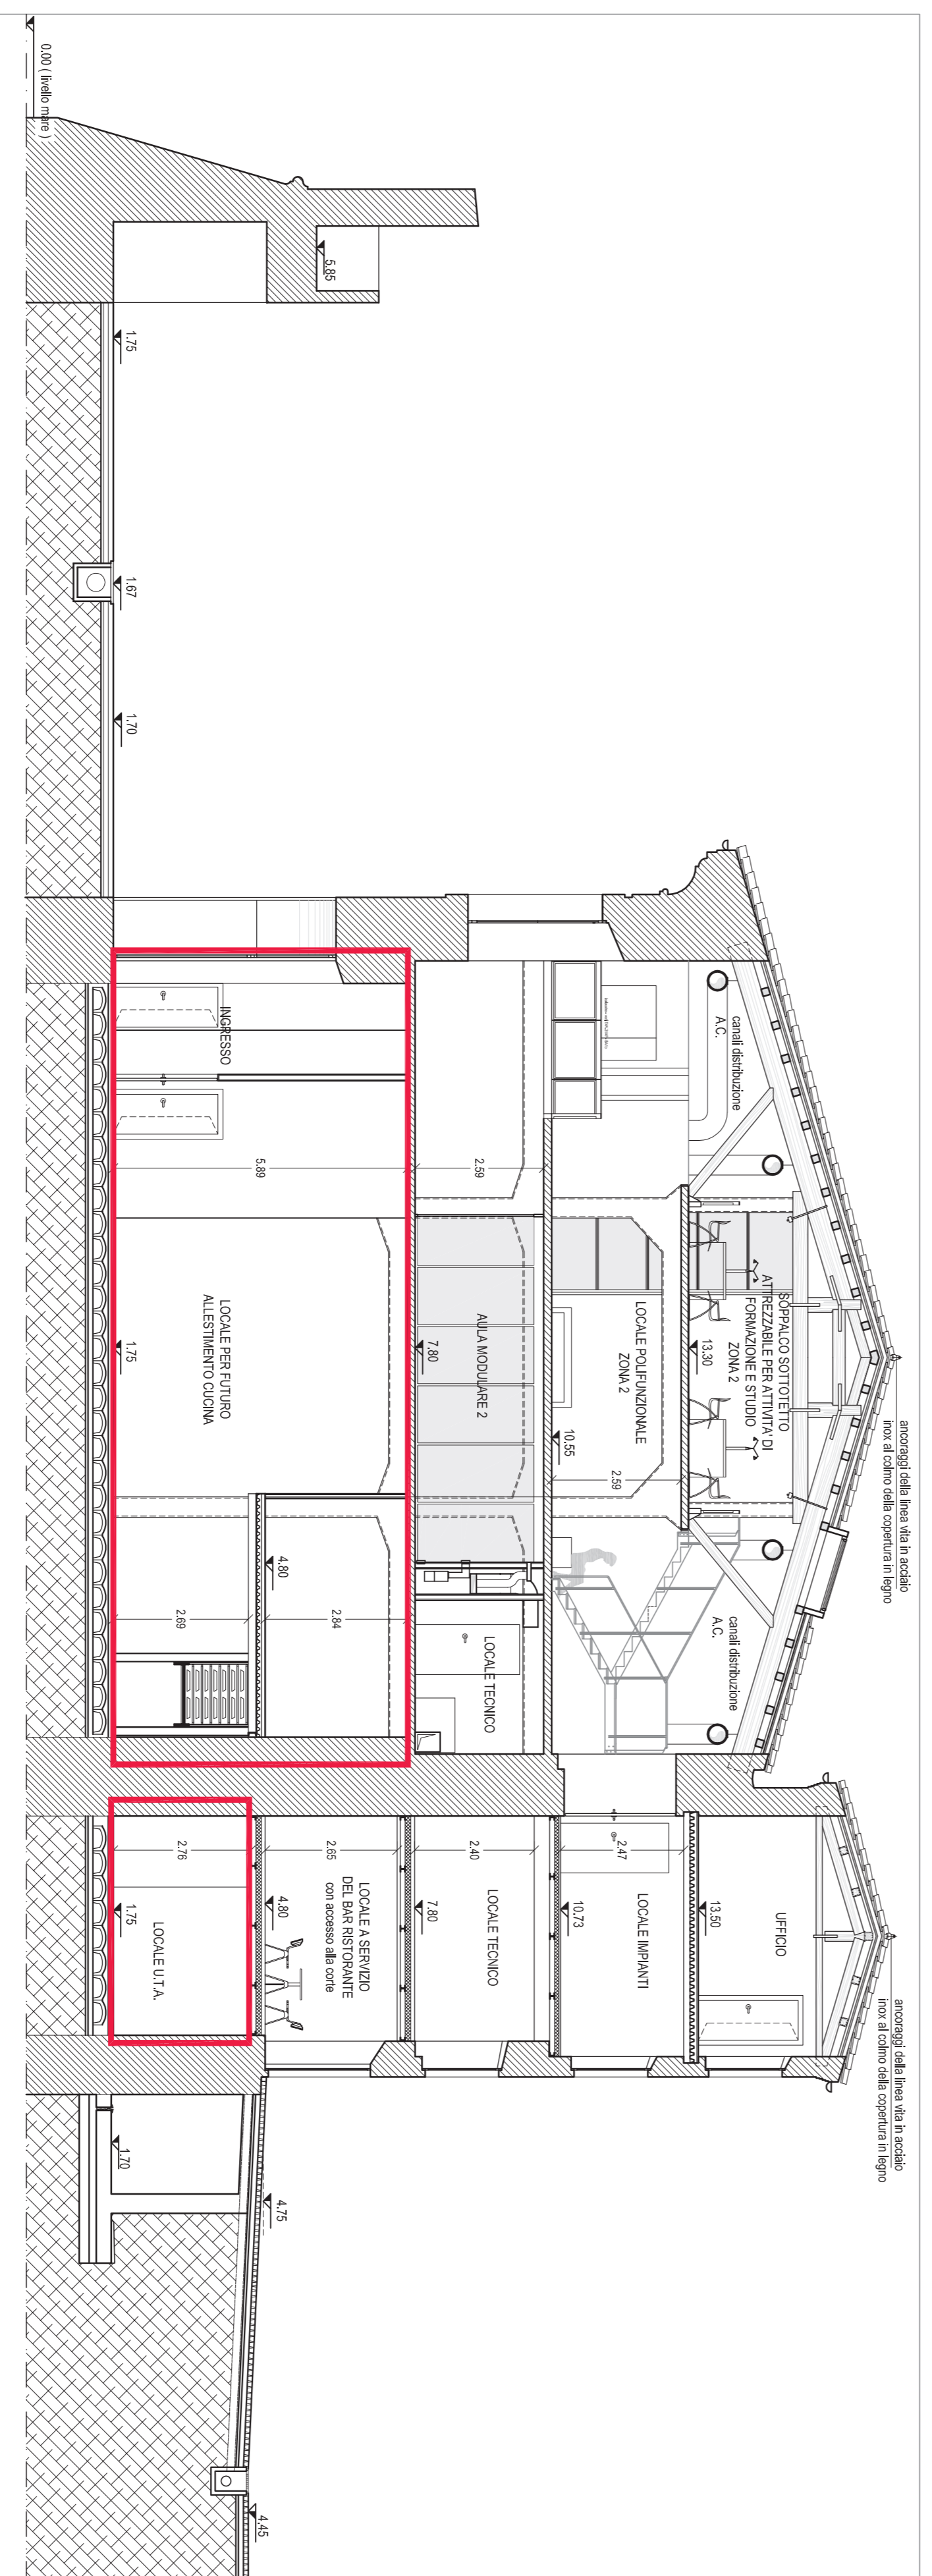 0.00 ( livello mare )
5.85
1.75
1.67
1.70
canali distribuzione
A.C.
ancoraggi della linea vita in acciaio
inox al colmo della copertura in legno
SOPPALCO SOTTOTETTO
ATTREZZABILE PER ATTIVITA' DI
FORMAZIONE E STUDIO
ZONA 2
13.30
canali distribuzione
A.C.
LOCALE POLIFUNZIONALE
ZONA 2
10.55
2.59
2.59
AULA MODULARE 2
7.80
LOCALE TECNICO
INGRESSO
5.89
LOCALE PER FUTURO
ALLESTIMENTO CUCINA
1.75
4.80
2.84
2.69
ancoraggi della linea vita in acciaio
inox al colmo della copertura in legno
UFFICIO
13.50
2.47
LOCALE IMPIANTI
10.73
2.40
LOCALE TECNICO
7.80
2.65
LOCALE A SERVIZIO
DEL BAR RISTORANTE
con accesso alla corte
4.80
2.76
1.75
LOCALE U.T.A.
1.70
4.75
4.45